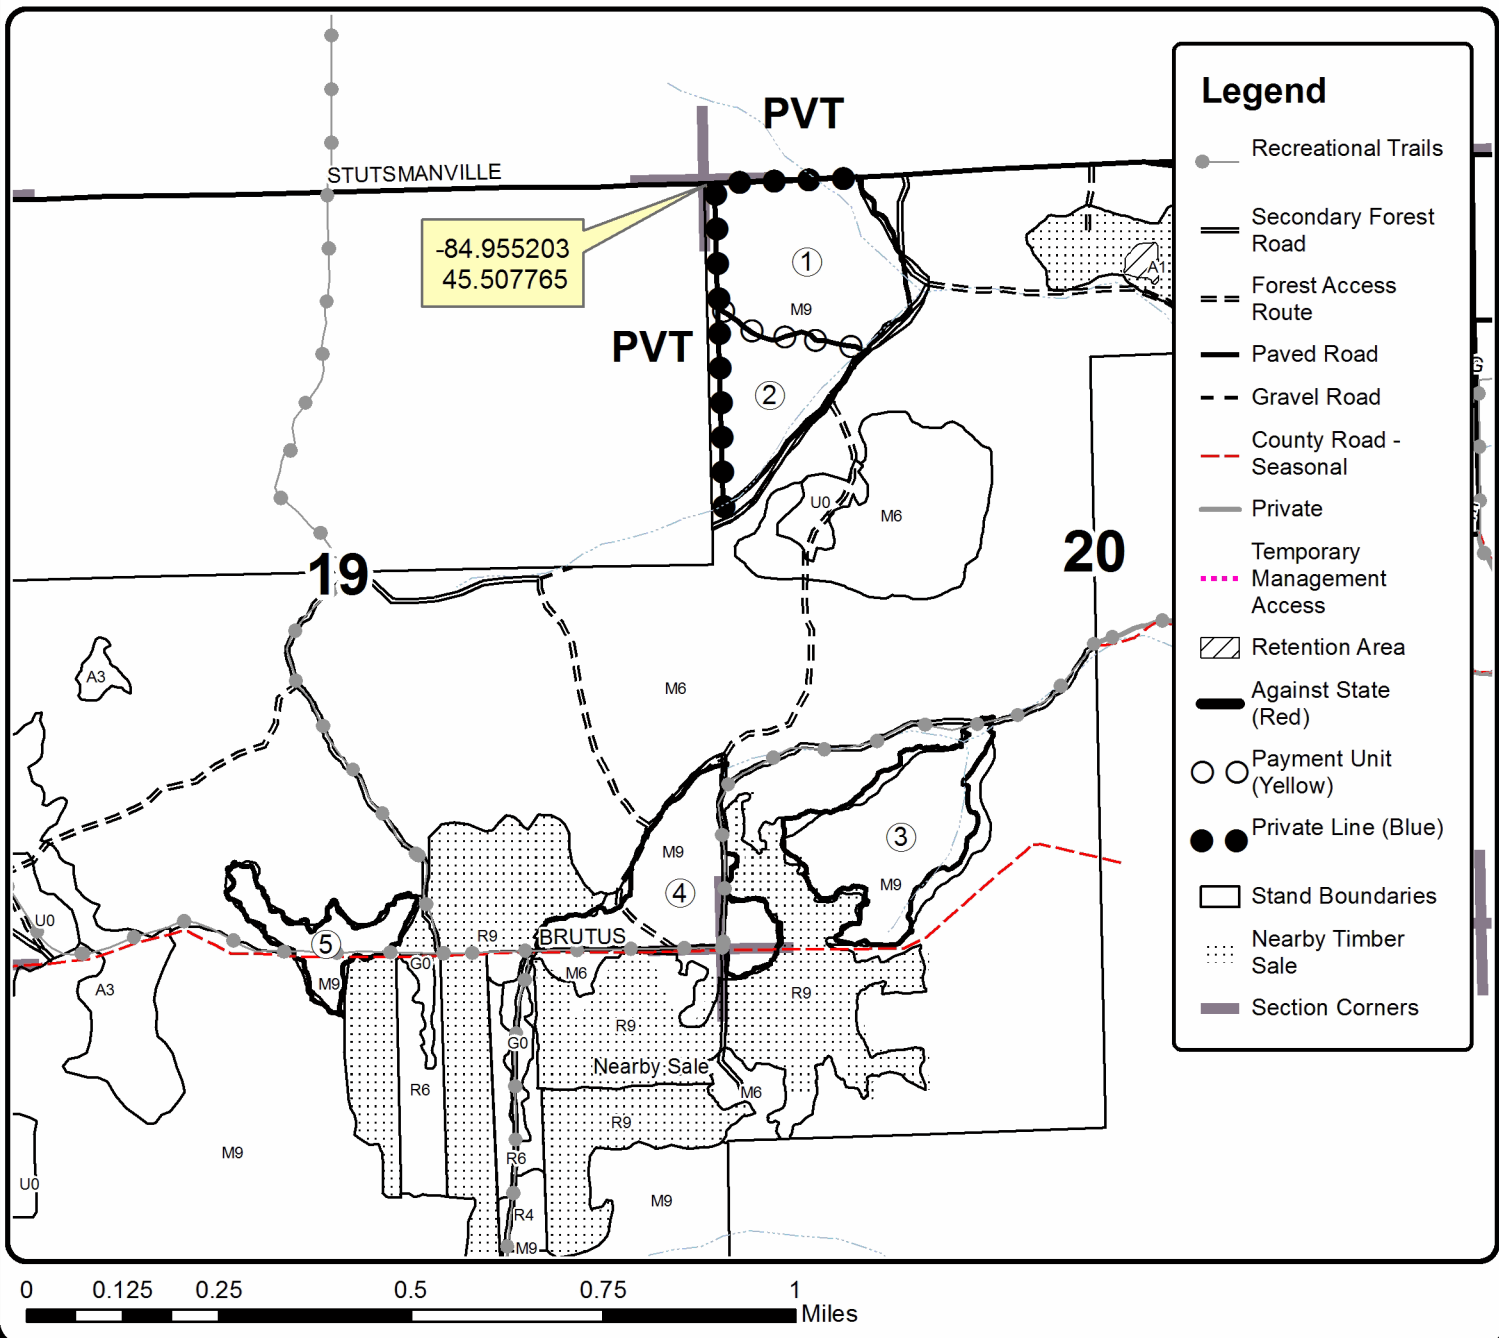 PVT
STUTSMANVILLE
-84.955203
45.507765
1
M9
PVT
2
A1
U0
M6
19
20
A3
M6
3
M9
M9
4
M9
U0
5
R9
BRUTUS
G0
M6
M9
A3
R9
R9
G0
Nearby Sale
R6
M6
R9
M9
R6
U0
M9
R4
M9
G
Legend
Recreational Trails
Secondary Forest
Road
Forest Access
Route
Paved Road
Gravel Road
County Road -
Seasonal
Private
Temporary
Management
Access
Retention Area
Against State
(Red)
Payment Unit
(Yellow)
Private Line (Blue)
Stand Boundaries
Nearby Timber
Sale
Section Corners
0 0.125 0.25 0.5 0.75 1
Miles